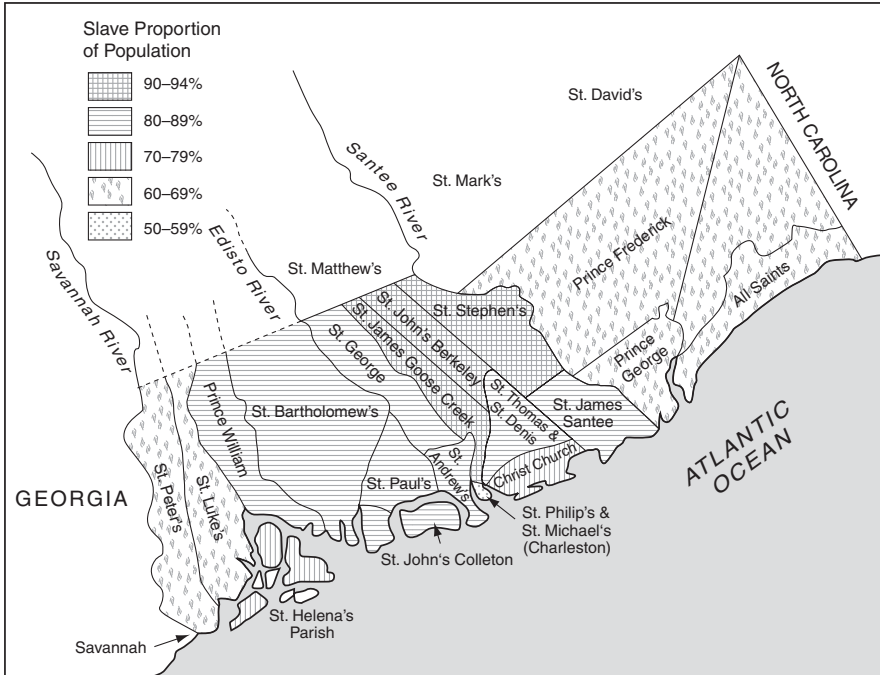 Slave Proportion
of Population
90–94%
80–89%
70–79%
60–69%
50–59%
NORTH CAROLINA
St. David's
Santee River
St. Mark's
Edisto River
Savannah River
St. Matthew's
Prince Frederick
All Saints
St. Stephen's
St. John's Berkeley
St. James Goose Creek
St. George
Prince
George
Prince William
St. Bartholomew's
St. Thomas &
St. Denis
St. James
Santee
Christ Church
St.
Andrews
St. Paul's
ATLANTIC
OCEAN
GEORGIA
St. Peter's
St. Luke's
St. Philip's &
St. Michael's
(Charleston)
St. John's Colleton
St. Helena's
Parish
Savannah